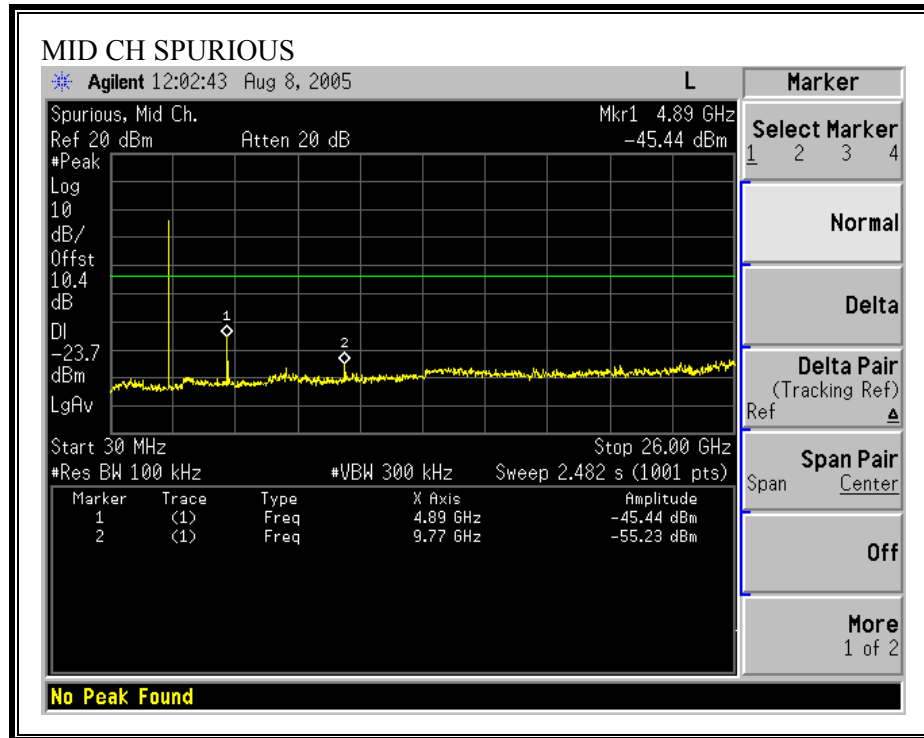 MID CH SPURIOUS
Agilent 12:02:43 Aug 8, 2005 L
Spurious, Mid Ch. Mkr1 4.89 GHz
Ref 20 dBm Atten 20 dB -45.44 dBm
#Peak
Log
10
dB/
Offst
10.4
dB
DI
-23.7
dBm
LgAv
1
2
Start 30 MHz Stop 26.00 GHz
#Res BW 100 kHz #VBW 300 kHz Sweep 2.482 s (1001 pts)
Marker Trace Type X Axis Amplitude
1 (1) Freq 4.89 GHz -45.44 dBm
2 (1) Freq 9.77 GHz -55.23 dBm
No Peak Found
Marker
Select Marker
1 2 3 4
Normal
Delta
Delta Pair
(Tracking Ref)
Ref Δ
Span Pair
Span Center
Off
More
1 of 2